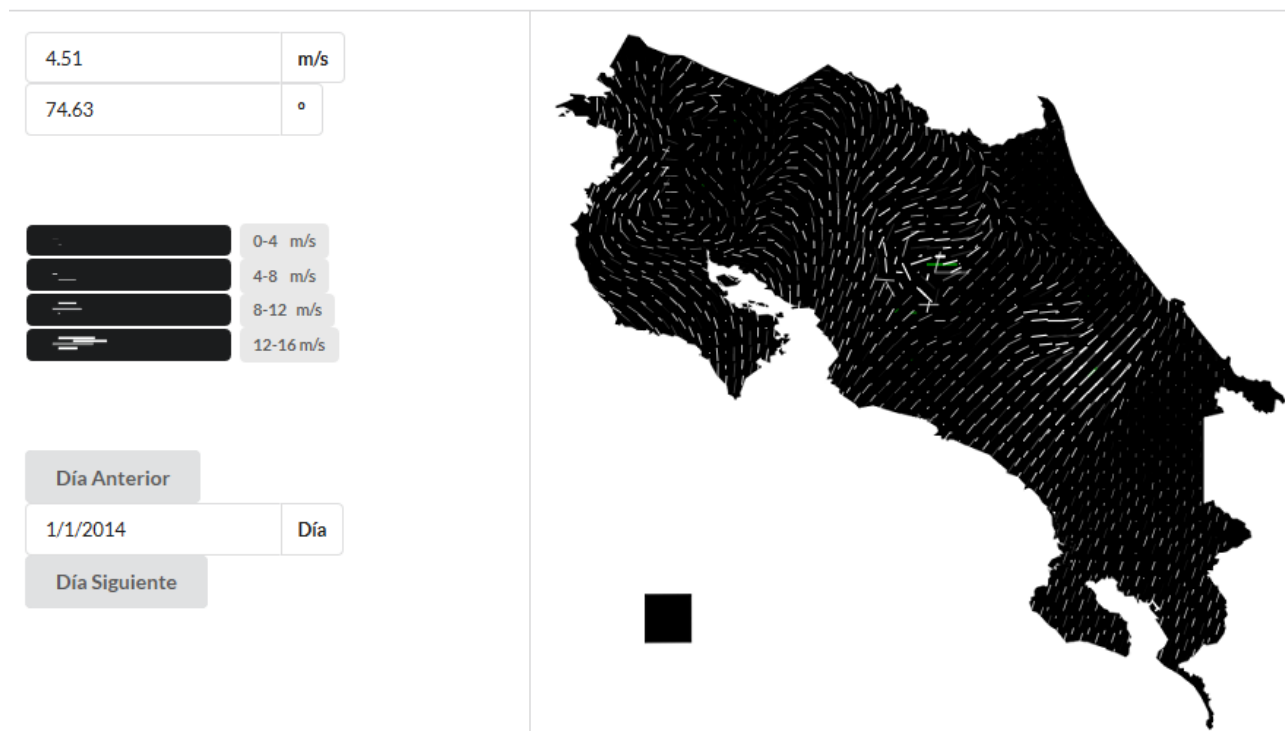 4.51 m/s
74.63 º
0-4 m/s
4-8 m/s
8-12 m/s
12-16 m/s
Día Anterior
1/1/2014 Día
Día Siguiente